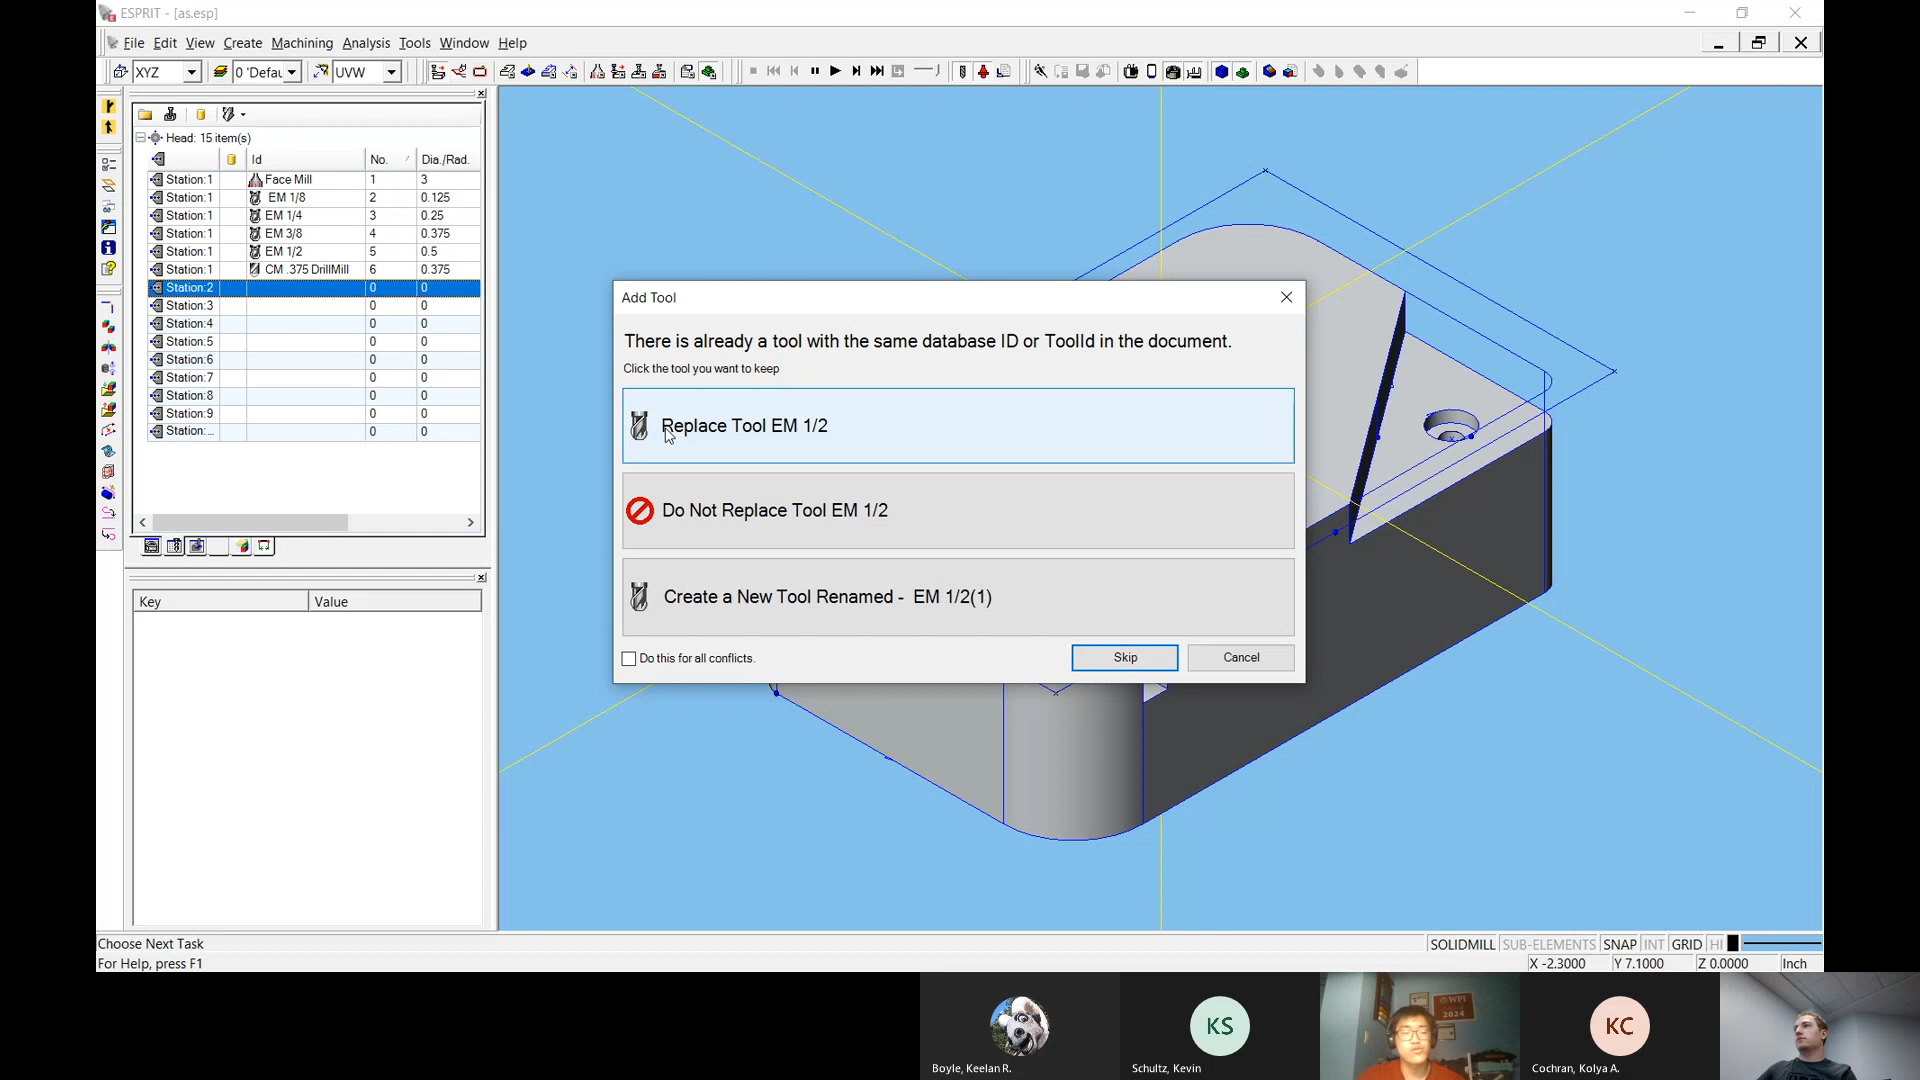 ESPRIT - [as.esp]
File Edit View Create Machining Analysis Tools Window Help
XYZ 0 'Defau UVW
Head: 15 item(s)
Id No. Dia./Rad.
Station:1 Face Mill 1 3
Station:1 EM 1/8 2 0.125
Station:1 EM 1/4 3 0.25
Station:1 EM 3/8 4 0.375
Station:1 EM 1/2 5 0.5
Station:1 CM .375 DrillMill 6 0.375
Station:2 0 0
Station:3 0 0
Station:4 0 0
Station:5 0 0
Station:6 0 0
Station:7 0 0
Station:8 0 0
Station:9 0 0
Station:... 0 0
Key Value
Add Tool
There is already a tool with the same database ID or ToolId in the document.
Click the tool you want to keep
Replace Tool EM 1/2
Do Not Replace Tool EM 1/2
Create a New Tool Renamed - EM 1/2(1)
Do this for all conflicts.
Skip Cancel
Choose Next Task
SOLIDMILL SUB-ELEMENTS SNAP INT GRID HI
For Help, press F1
X -2.3000 Y 7.1000 Z 0.0000 Inch
KS
WPI
2024
KC
Boyle, Keelan R.
Schultz, Kevin
Cochran, Kolya A.